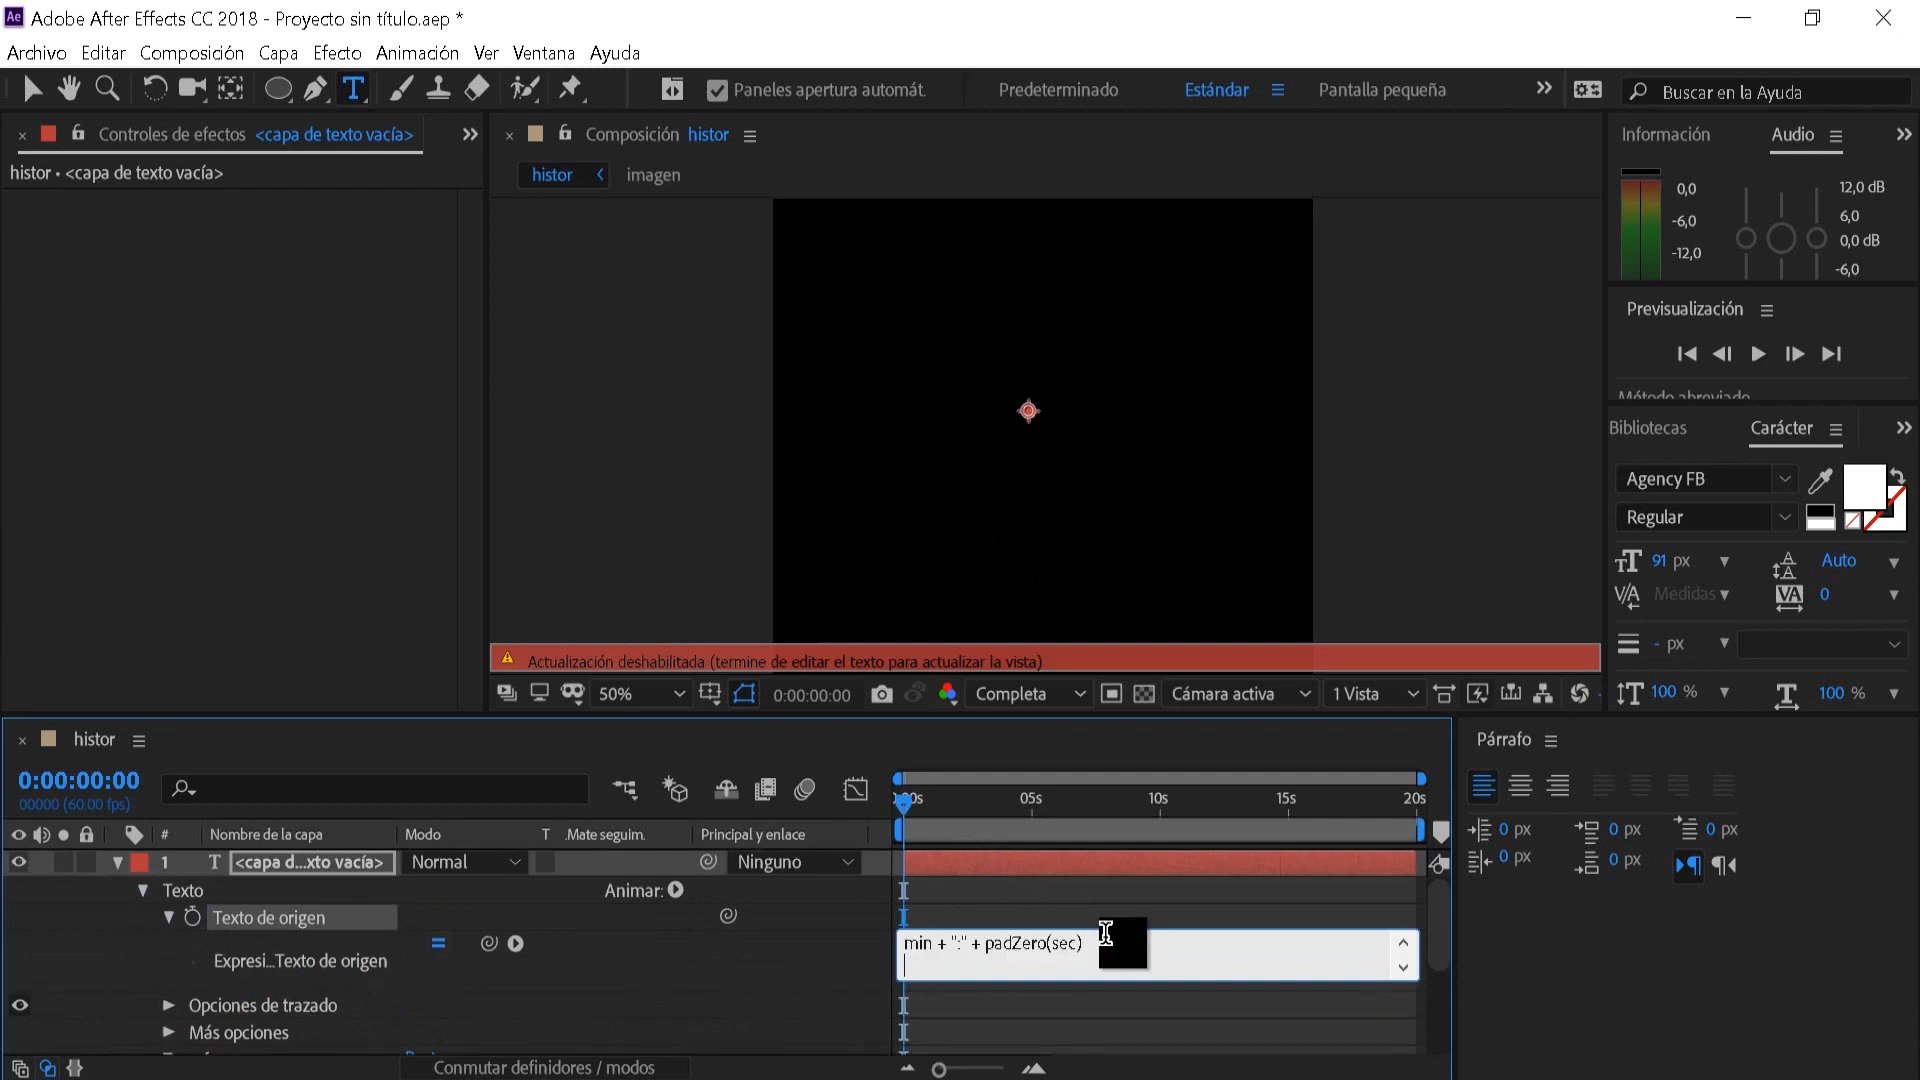 Adobe After Effects CC 2018 - Proyecto sin título.aep *
Archivo Editar Composición Capa Efecto Animación Ver Ventana Ayuda
Paneles apertura automát. Predeterminado Estándar Pantalla pequeña Buscar en la Ayuda
Controles de efectos <capa de texto vacía>
histor • <capa de texto vacía>
Composición histor
histor imagen
Información Audio
0,0
-6,0
-12,0
12,0 dB
6,0
0,0 dB
-6,0
Previsualización
Método abreviado
Bibliotecas Carácter
Agency FB
Regular
91 px Auto
Medidas 0
- px
100 % 100 %
Actualización deshabilitada (termine de editar el texto para actualizar la vista)
50% 0:00:00:00 Completa Cámara activa 1 Vista
histor
0:00:00:00
00000 (60.00 fps)
05s 10s 15s 20s
# Nombre de la capa Modo T .Mate seguim. Principal y enlace
1 T <capa d...xto vacía> Normal Ninguno
Texto Animar:
Texto de origen
Expresi...Texto de origen
min + ":" + padZero(sec)
Opciones de trazado
Más opciones
Conmutar definidores / modos
Párrafo
0 px 0 px 0 px
0 px 0 px